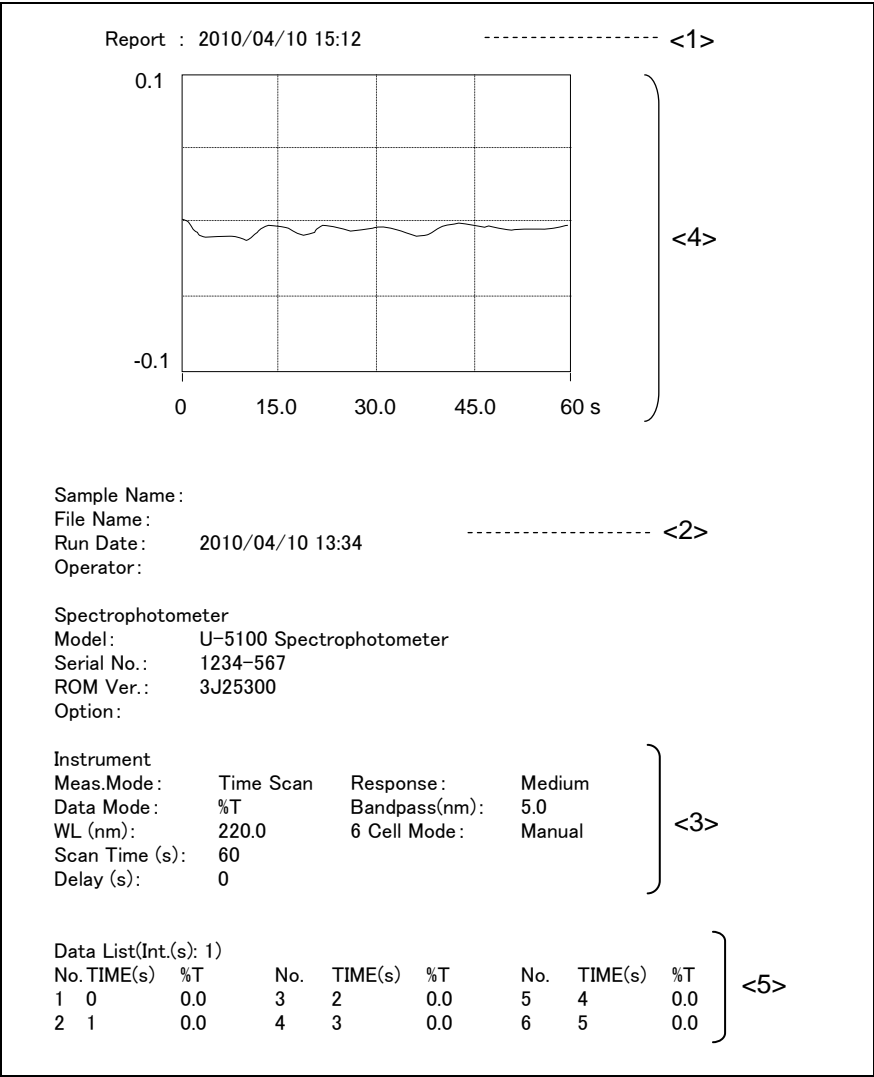 Report : 2010/04/10 15:12 <1>
0.1
<4>
-0.1
0 15.0 30.0 45.0 60 s
Sample Name:
File Name:
Run Date: 2010/04/10 13:34 <2>
Operator:
Spectrophotometer
Model: U-5100 Spectrophotometer
Serial No.: 1234-567
ROM Ver.: 3J25300
Option:
Instrument
Meas.Mode: Time Scan Response: Medium
Data Mode: %T Bandpass(nm): 5.0
WL (nm): 220.0 6 Cell Mode: Manual
<3>
Scan Time (s): 60
Delay (s): 0
Data List(Int.(s): 1)
No. TIME(s) %T No. TIME(s) %T No. TIME(s) %T
<5>
1 0 0.0 3 2 0.0 5 4 0.0
2 1 0.0 4 3 0.0 6 5 0.0